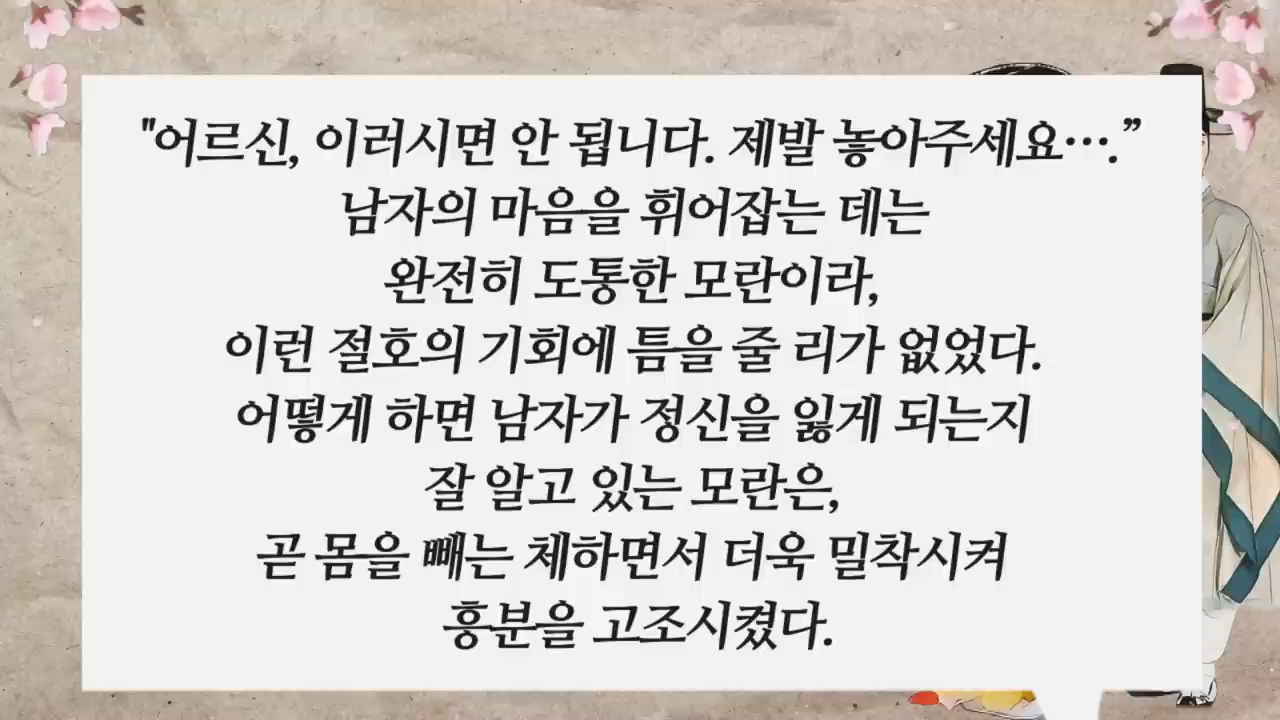 "어르신, 이러시면 안 됩니다. 제발 놓아주세요….”
남자의 마음을 휘어잡는 데는
완전히 도통한 모란이라,
이런 절호의 기회에 틈을 줄 리가 없었다.
어떻게 하면 남자가 정신을 잃게 되는지
잘 알고 있는 모란은,
곧 몸을 빼는 체하면서 더욱 밀착시켜
흥분을 고조시켰다.